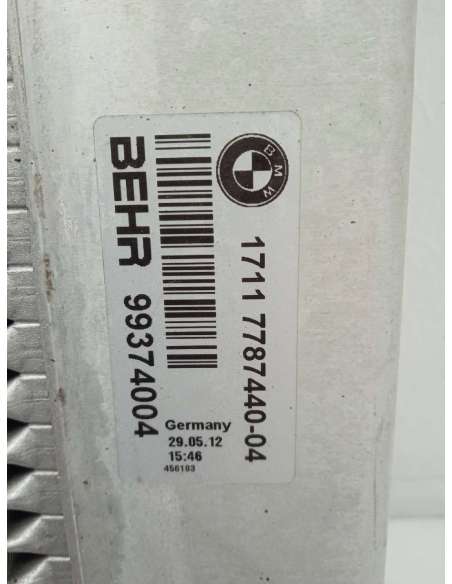 BMW
1711 7787440-04
BEHR 99374004
Germany
29.05.12
15:46
456103